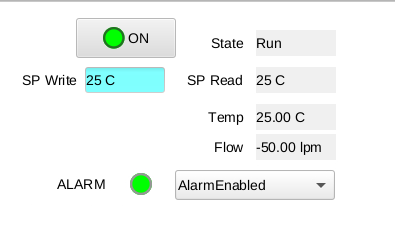 ON
State Run
SP Write 25 C SP Read 25 C
Temp 25.00 C
Flow -50.00 lpm
ALARM AlarmEnabled